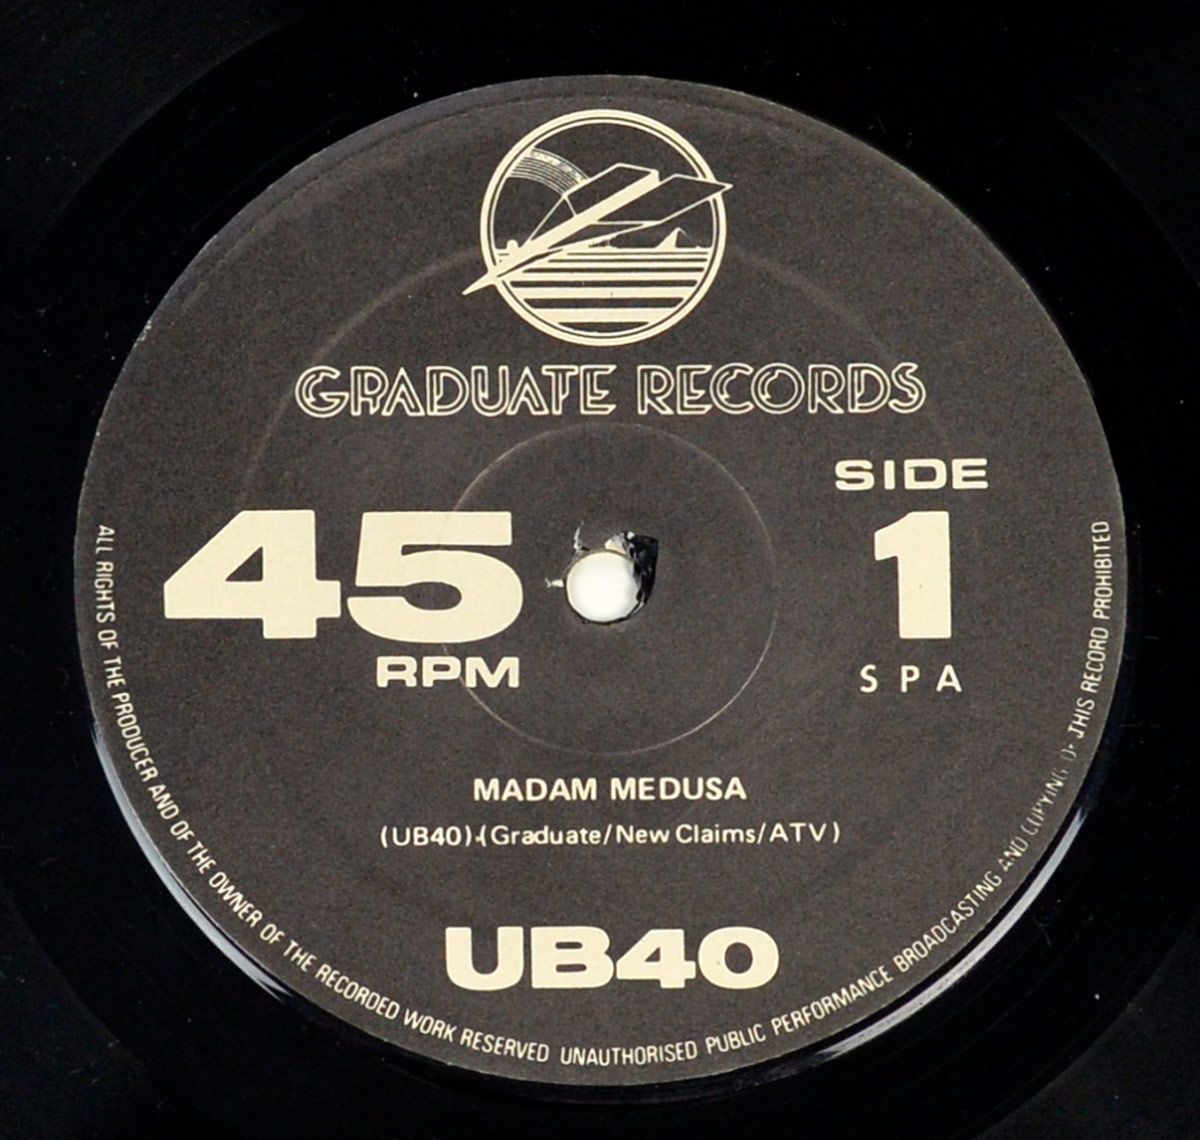 GRADUATE RECORDS
SIDE
45
1
RPM
SPA
MADAM MEDUSA
(UB40).(Graduate/New Claims/ATV)
UB40
ALL RIGHTS OF THE PRODUCER AND OF THE OWNER OF THE RECORDED WORK RESERVED UNAUTHORISED PUBLIC PERFORMANCE BROADCASTING AND COPYING OF THIS RECORD PROHIBITED